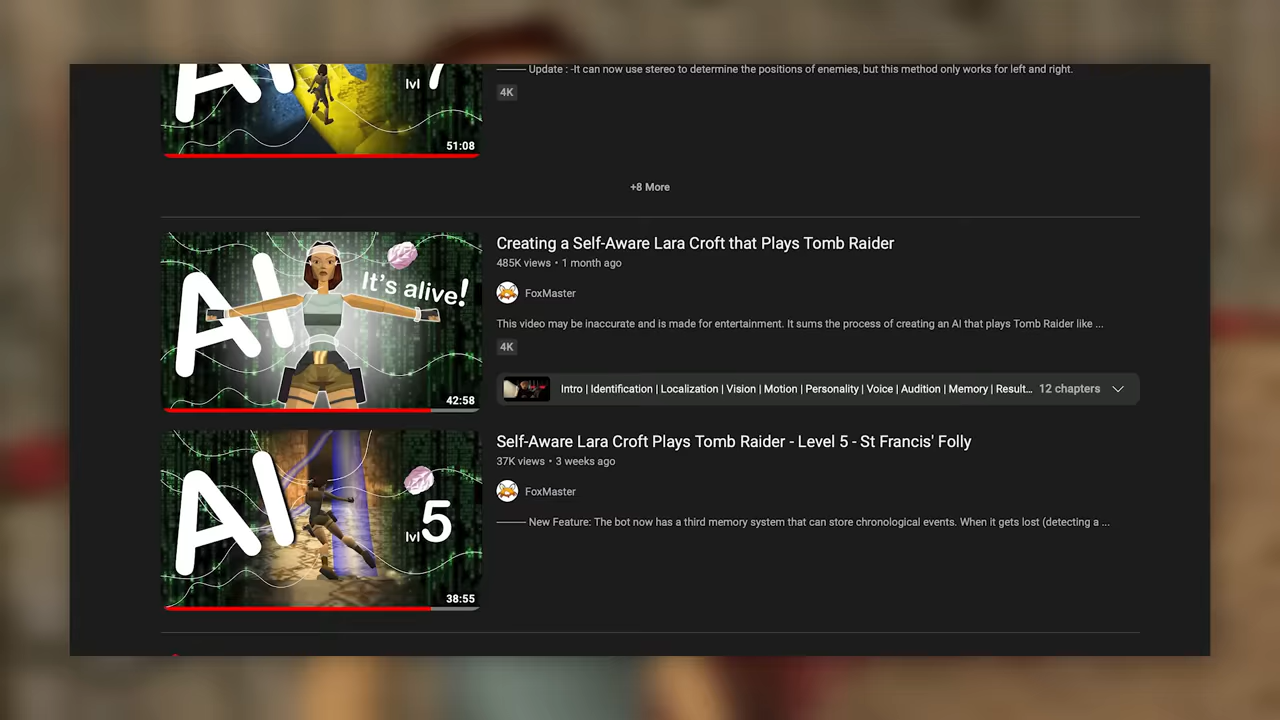 AI
lvl 7
51:08
——— Update : -It can now use stereo to determine the positions of enemies, but this method only works for left and right.
4K
+8 More
AI
It's alive!
42:58
Creating a Self-Aware Lara Croft that Plays Tomb Raider
485K views • 1 month ago
FoxMaster
This video may be inaccurate and is made for entertainment. It sums the process of creating an AI that plays Tomb Raider like ...
4K
Intro | Identification | Localization | Vision | Motion | Personality | Voice | Audition | Memory | Result... 12 chapters
AI
lvl 5
38:55
Self-Aware Lara Croft Plays Tomb Raider - Level 5 - St Francis' Folly
37K views • 3 weeks ago
FoxMaster
——— New Feature: The bot now has a third memory system that can store chronological events. When it gets lost (detecting a ...